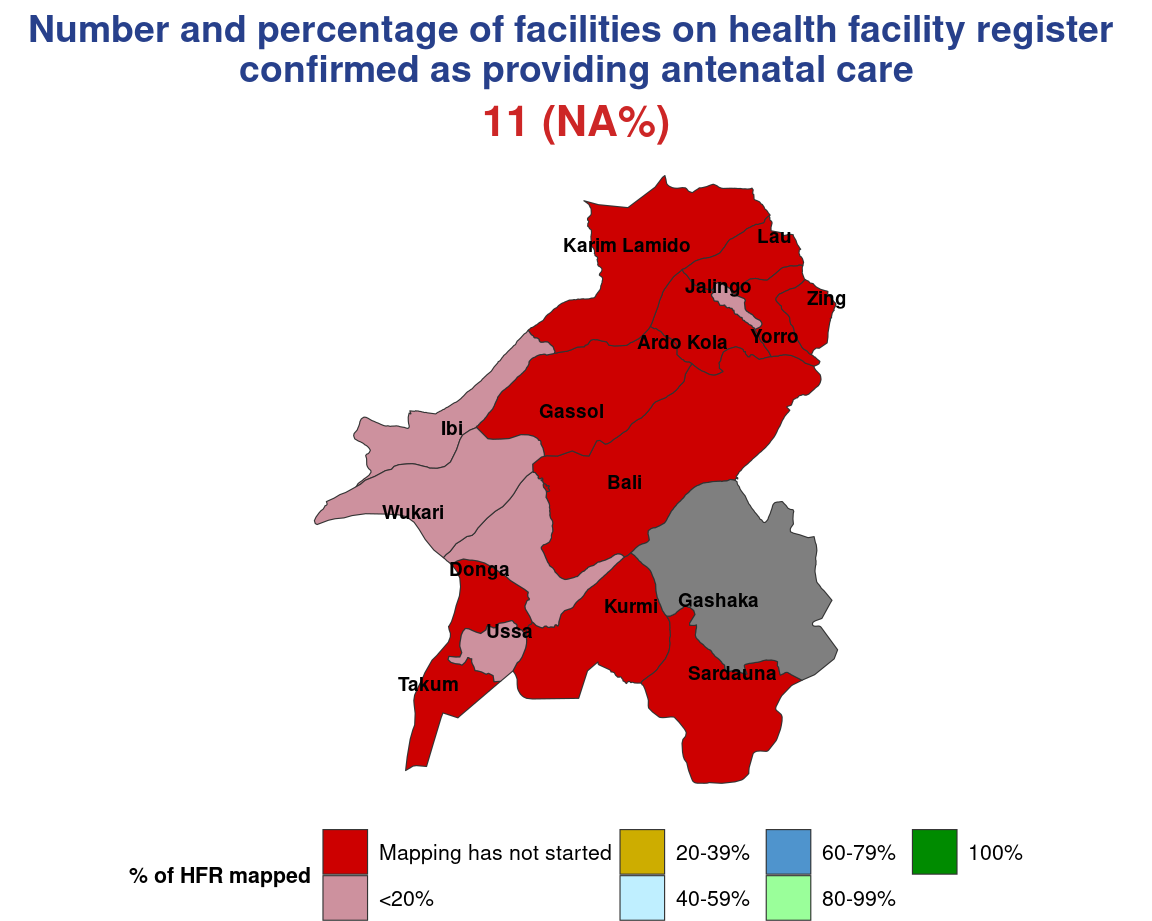 Number and percentage of facilities on health facility register
confirmed as providing antenatal care
11 (NA%)
Karim Lamido
Lau
Jalingo
Zing
Ardo Kola
Yorro
Gassol
Ibi
Bali
Wukari
Donga
Gashaka
Kurmi
Ussa
Sardauna
Takum
% of HFR mapped
Mapping has not started
<20%
20-39%
40-59%
60-79%
80-99%
100%